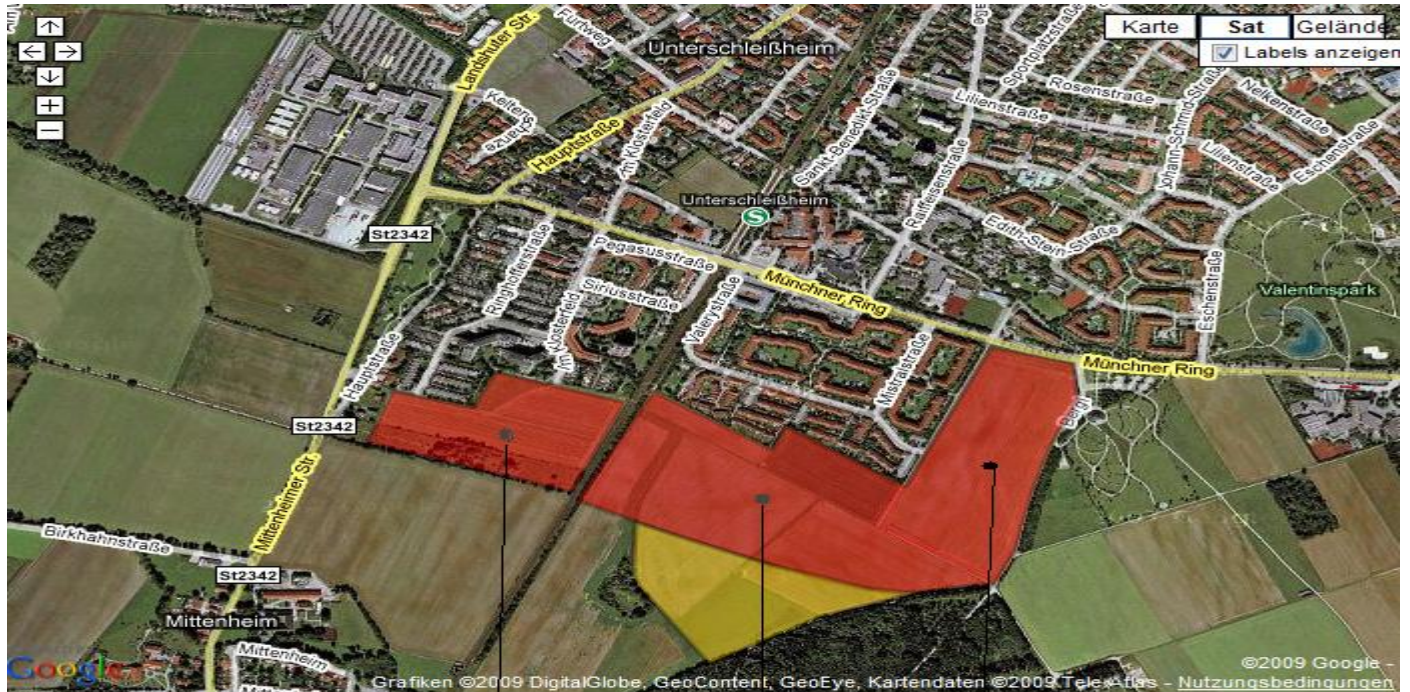 Karte
Sat
Gelände
Labels anzeigen
Landshuter Str.
Furtweg
Unterschleißheim
Sportplatzstraße
Rosenstraße
Nelkenstraße
Lilienstraße
Johann-Schmid-Straße
Lilienstraße
Eschenstraße
Kelten
schanze
Hauptstraße
Im Klosterfeld
Sankt-Benedikt-Straße
Raiffeisenstraße
Unterschleißheim
S
St2342
Ringhofferstraße
Pegasusstraße
Siriusstraße
Edith-Stein-Straße
Eschenstraße
Valentinspark
Münchner Ring
Valerystraße
Im Klosterfeld
Hauptstraße
Mistralstraße
Münchner Ring
Bergl
St2342
Mittenheimer Str.
Birkhahnstraße
St2342
Mittenheim
Mittenheim
Google
©2009 Google -
Grafiken ©2009 DigitalGlobe, GeoContent, GeoEye, Kartendaten ©2009 Tele Atlas - Nutzungsbedingungen